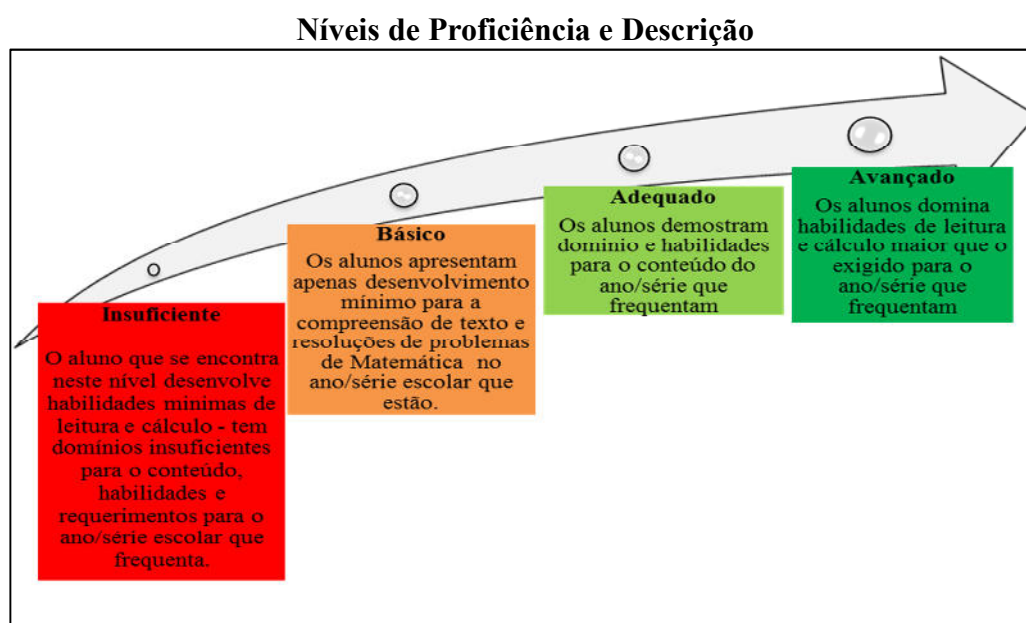 Níveis de Proficiência e Descrição
Insuficiente
O aluno que se encontra
neste nível desenvolve
habilidades mínimas de
leitura e cálculo - tem
domínios insuficientes
para o conteúdo,
habilidades e
requerimentos para o
ano/série escolar que
frequenta.
Básico
Os alunos apresentam
apenas desenvolvimento
mínimo para a
compreensão de texto e
resoluções de problemas
de Matemática no
ano/série escolar que
estão.
Adequado
Os alunos demostram
domínio e habilidades
para o conteúdo do
ano/série que
frequentam
Avançado
Os alunos domina
habilidades de leitura
e cálculo maior que o
exigido para o
ano/série que
frequentam